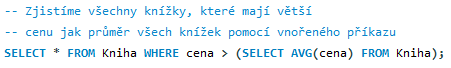 -- Zjistíme všechny knížky, které mají větší
-- cenu jak průměr všech knížek pomocí vnořeného příkazu
SELECT * FROM Kniha WHERE cena > (SELECT AVG(cena) FROM Kniha);